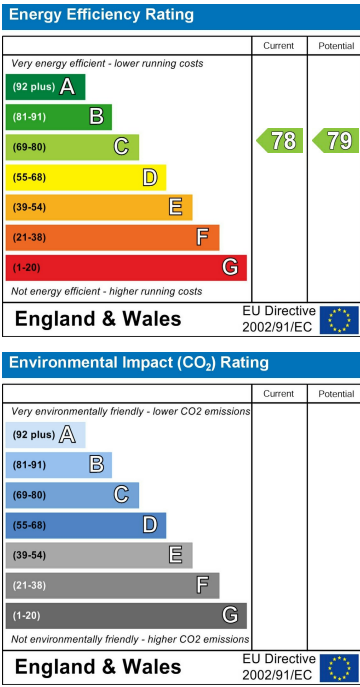 Energy Efficiency Rating
Current Potential
Very energy efficient - lower running costs
(92 plus) A
(81-91) B
(69-80) C
78 79
(55-68) D
(39-54) E
(21-38) F
(1-20) G
Not energy efficient - higher running costs
England & Wales
EU Directive
2002/91/EC
Environmental Impact (CO₂) Rating
Current Potential
Very environmentally friendly - lower CO2 emissions
(92 plus) A
(81-91) B
(69-80) C
(55-68) D
(39-54) E
(21-38) F
(1-20) G
Not environmentally friendly - higher CO2 emissions
England & Wales
EU Directive
2002/91/EC